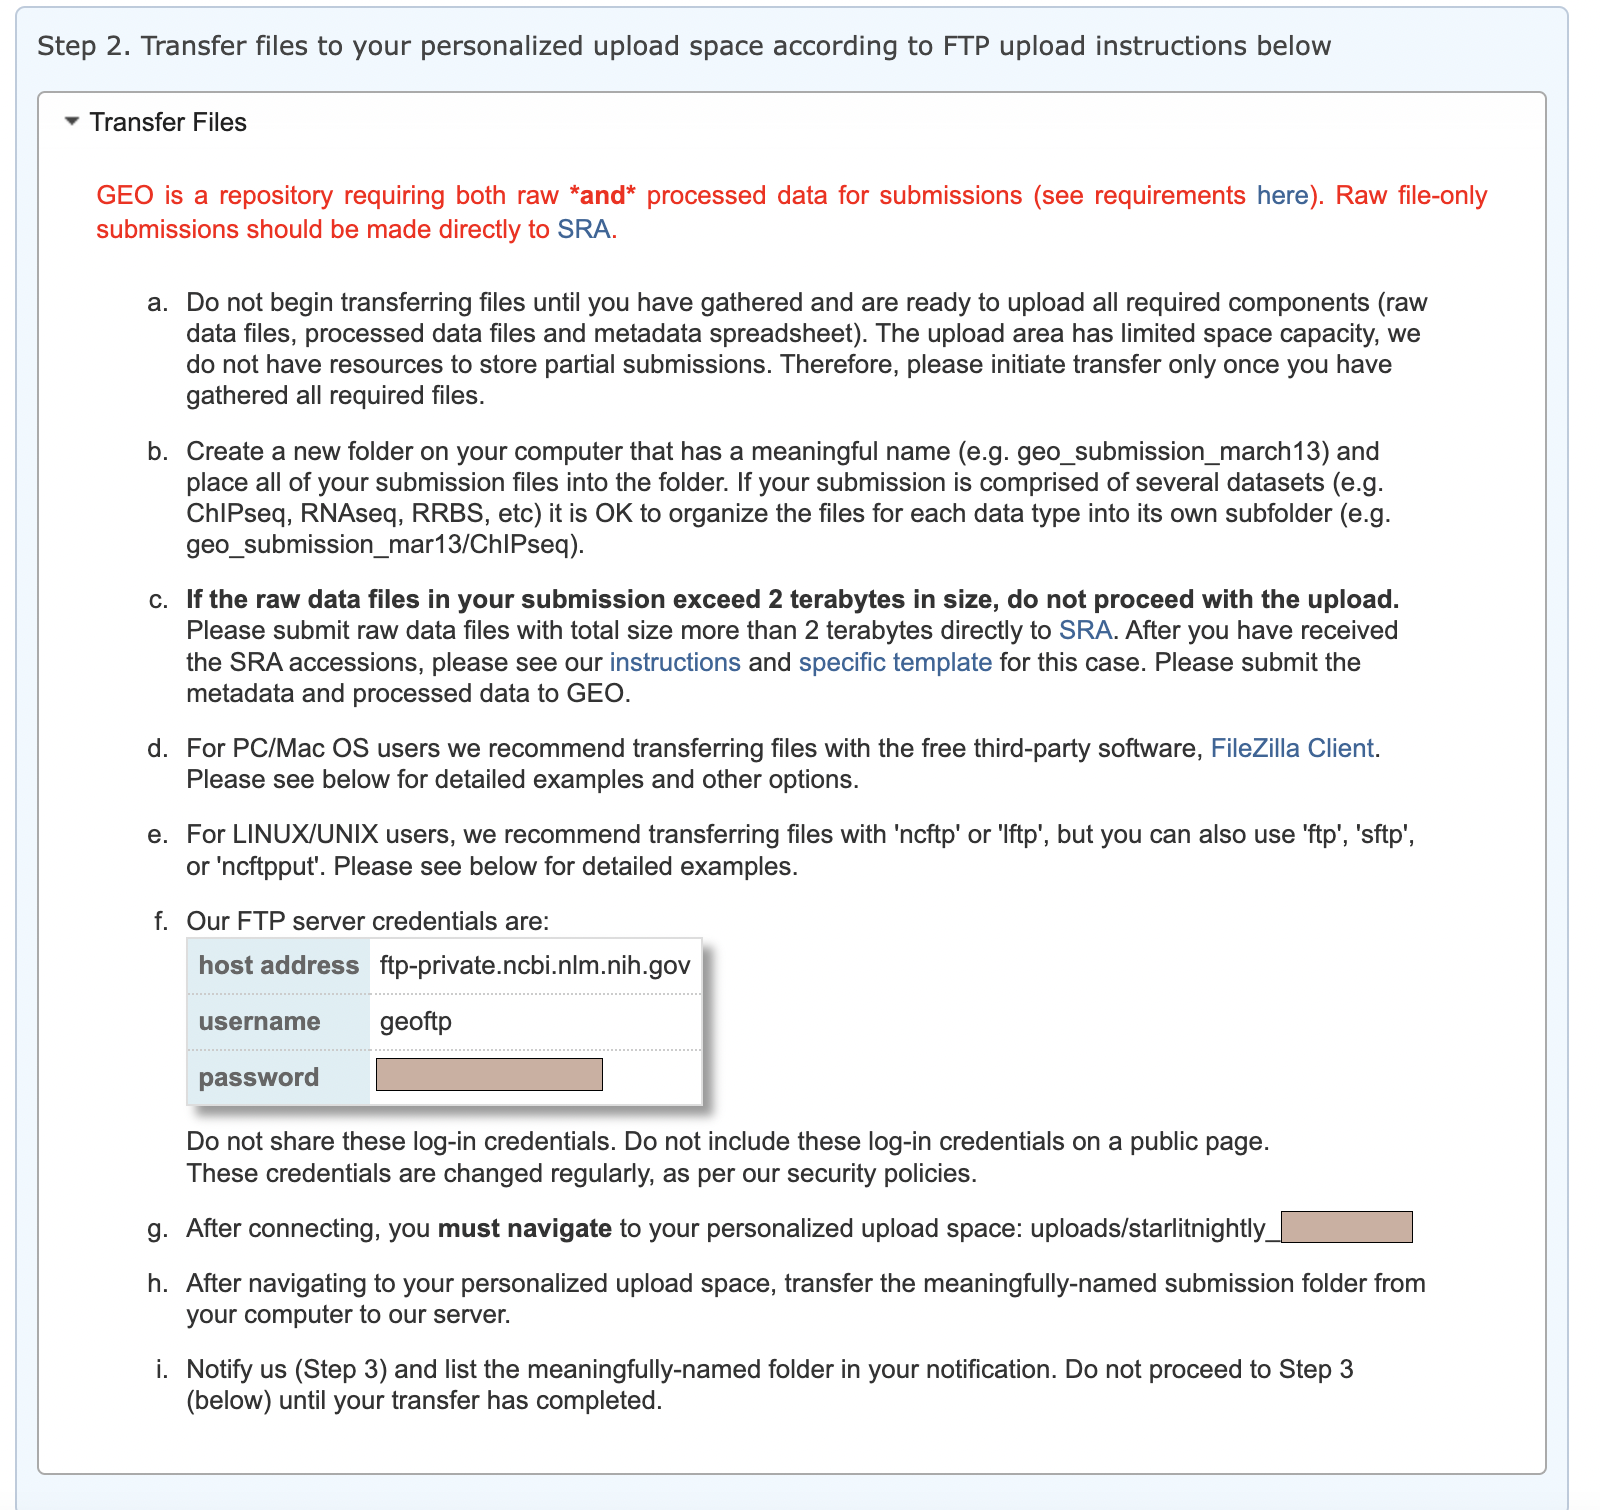 Step 2. Transfer files to your personalized upload space according to FTP upload instructions below
Transfer Files
GEO is a repository requiring both raw *and* processed data for submissions (see requirements here). Raw file-only
submissions should be made directly to SRA.
a. Do not begin transferring files until you have gathered and are ready to upload all required components (raw
data files, processed data files and metadata spreadsheet). The upload area has limited space capacity, we
do not have resources to store partial submissions. Therefore, please initiate transfer only once you have
gathered all required files.
b. Create a new folder on your computer that has a meaningful name (e.g. geo_submission_march13) and
place all of your submission files into the folder. If your submission is comprised of several datasets (e.g.
ChIPseq, RNAseq, RRBS, etc) it is OK to organize the files for each data type into its own subfolder (e.g.
geo_submission_mar13/ChIPseq).
c. If the raw data files in your submission exceed 2 terabytes in size, do not proceed with the upload.
Please submit raw data files with total size more than 2 terabytes directly to SRA. After you have received
the SRA accessions, please see our instructions and specific template for this case. Please submit the
metadata and processed data to GEO.
d. For PC/Mac OS users we recommend transferring files with the free third-party software, FileZilla Client.
Please see below for detailed examples and other options.
e. For LINUX/UNIX users, we recommend transferring files with 'ncftp' or 'lftp', but you can also use 'ftp', 'sftp',
or 'ncftpput'. Please see below for detailed examples.
f. Our FTP server credentials are:
host address ftp-private.ncbi.nlm.nih.gov
username geoftp
password
Do not share these log-in credentials. Do not include these log-in credentials on a public page.
These credentials are changed regularly, as per our security policies.
g. After connecting, you must navigate to your personalized upload space: uploads/starlitnightly_
h. After navigating to your personalized upload space, transfer the meaningfully-named submission folder from
your computer to our server.
i. Notify us (Step 3) and list the meaningfully-named folder in your notification. Do not proceed to Step 3
(below) until your transfer has completed.